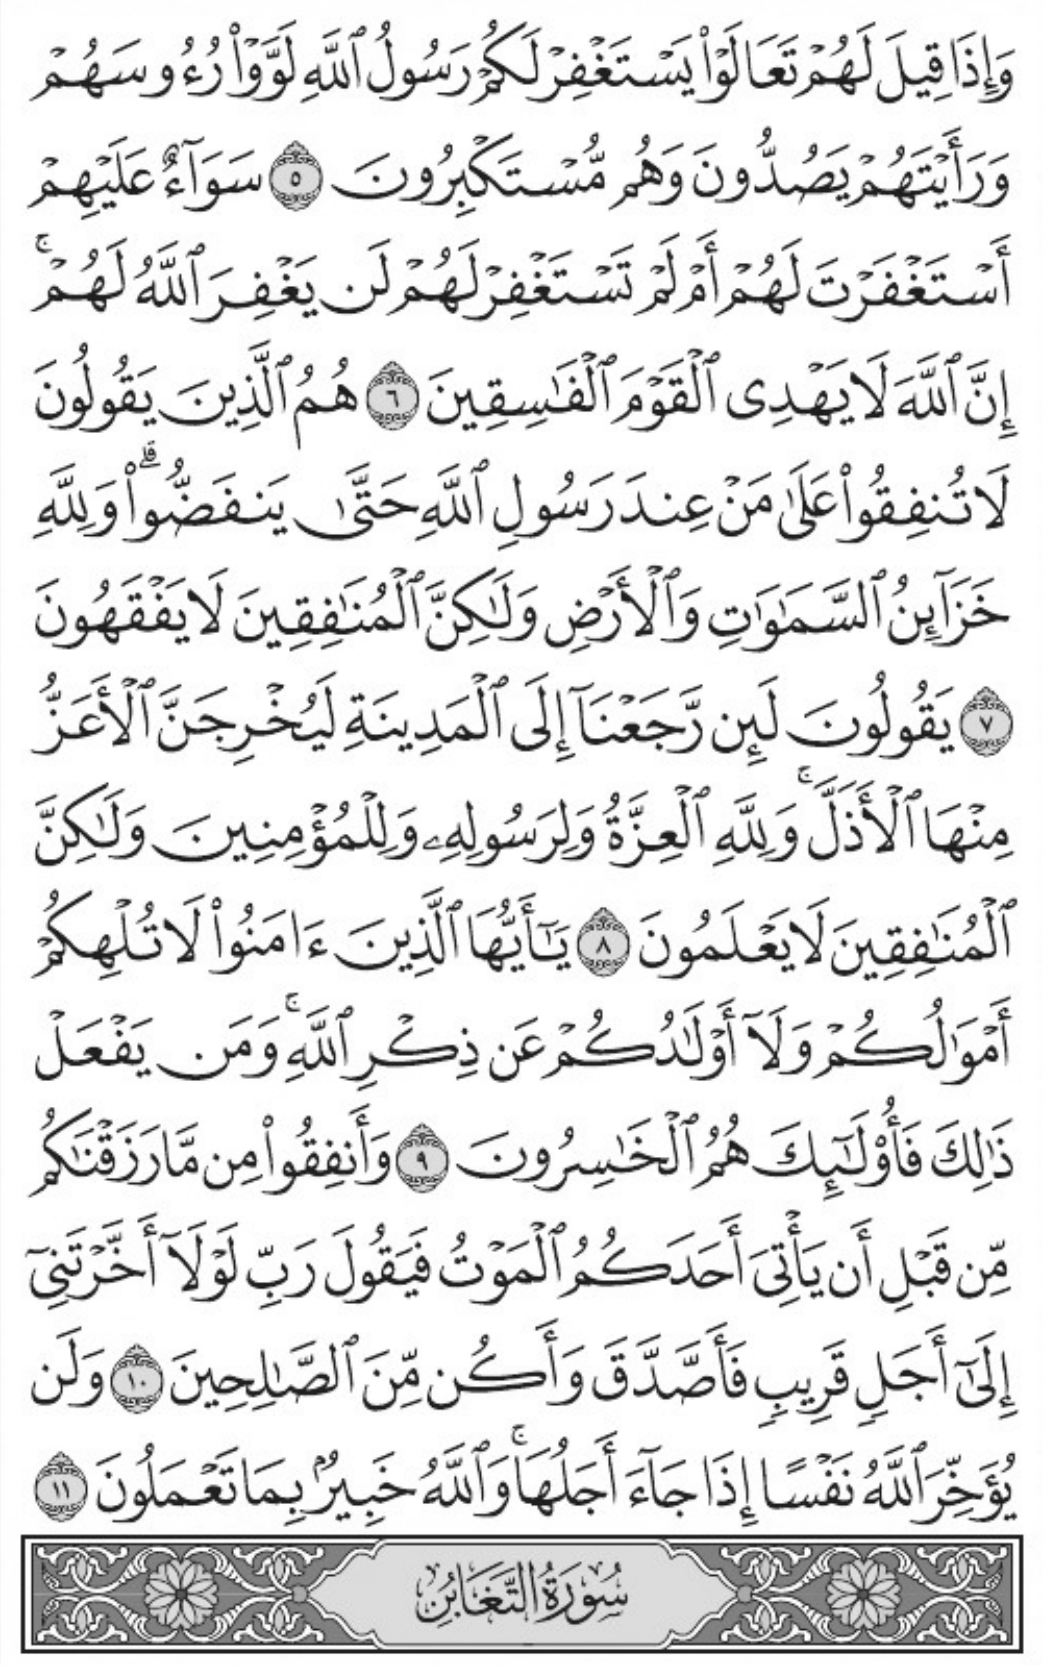 وَإِذَا قِيلَ لَهُمْ تَعَالَوْا۟ يَسْتَغْفِرْ لَكُمْ رَسُولُ ٱللَّهِ لَوَّوْا۟ رُءُوسَهُمْ
وَرَأَيْتَهُمْ يَصُدُّونَ وَهُم مُّسْتَكْبِرُونَ ٥ سَوَآءٌ عَلَيْهِمْ
أَسْتَغْفَرْتَ لَهُمْ أَمْ لَمْ تَسْتَغْفِرْ لَهُمْ لَن يَغْفِرَ ٱللَّهُ لَهُمْ ۚ
إِنَّ ٱللَّهَ لَا يَهْدِى ٱلْقَوْمَ ٱلْفَٰسِقِينَ ٦ هُمُ ٱلَّذِينَ يَقُولُونَ
لَا تُنفِقُوا۟ عَلَىٰ مَنْ عِندَ رَسُولِ ٱللَّهِ حَتَّىٰ يَنفَضُّوا۟ ۗ وَلِلَّهِ
خَزَآئِنُ ٱلسَّمَٰوَٰتِ وَٱلْأَرْضِ وَلَٰكِنَّ ٱلْمُنَٰفِقِينَ لَا يَفْقَهُونَ
٧ يَقُولُونَ لَئِن رَّجَعْنَآ إِلَى ٱلْمَدِينَةِ لَيُخْرِجَنَّ ٱلْأَعَزُّ
مِنْهَا ٱلْأَذَلَّ ۚ وَلِلَّهِ ٱلْعِزَّةُ وَلِرَسُولِهِۦ وَلِلْمُؤْمِنِينَ وَلَٰكِنَّ
ٱلْمُنَٰفِقِينَ لَا يَعْلَمُونَ ٨ يَٰٓأَيُّهَا ٱلَّذِينَ ءَامَنُوا۟ لَا تُلْهِكُمْ
أَمْوَٰلُكُمْ وَلَآ أَوْلَٰدُكُمْ عَن ذِكْرِ ٱللَّهِ ۚ وَمَن يَفْعَلْ
ذَٰلِكَ فَأُو۟لَٰٓئِكَ هُمُ ٱلْخَٰسِرُونَ ٩ وَأَنفِقُوا۟ مِن مَّا رَزَقْنَٰكُم
مِّن قَبْلِ أَن يَأْتِىَ أَحَدَكُمُ ٱلْمَوْتُ فَيَقُولَ رَبِّ لَوْلَآ أَخَّرْتَنِىٓ
إِلَىٰٓ أَجَلٍ قَرِيبٍ فَأَصَّدَّقَ وَأَكُن مِّنَ ٱلصَّٰلِحِينَ ١٠ وَلَن
يُؤَخِّرَ ٱللَّهُ نَفْسًا إِذَا جَآءَ أَجَلُهَا ۚ وَٱللَّهُ خَبِيرٌۢ بِمَا تَعْمَلُونَ ١١
سُورَةُ التَّغَابُنِ